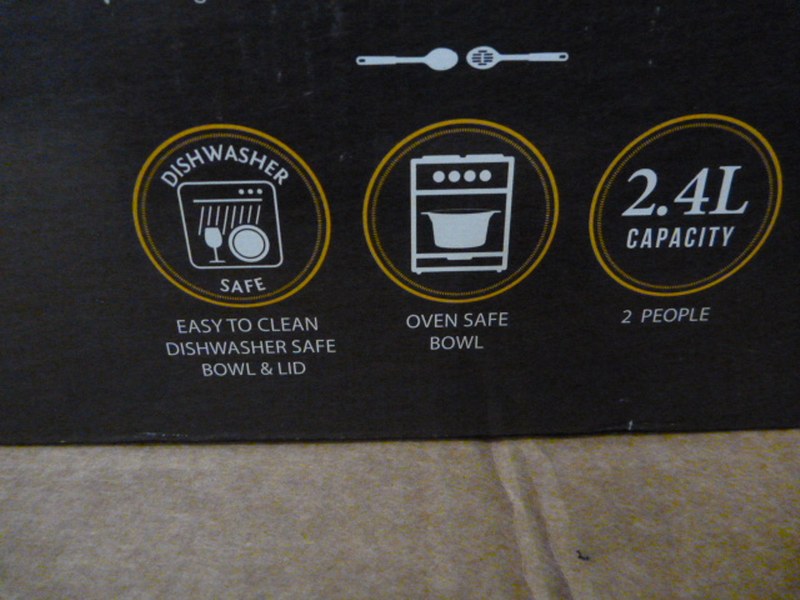 DISHWASHER
SAFE
EASY TO CLEAN
DISHWASHER SAFE
BOWL & LID
OVEN SAFE
BOWL
2.4L
CAPACITY
2 PEOPLE